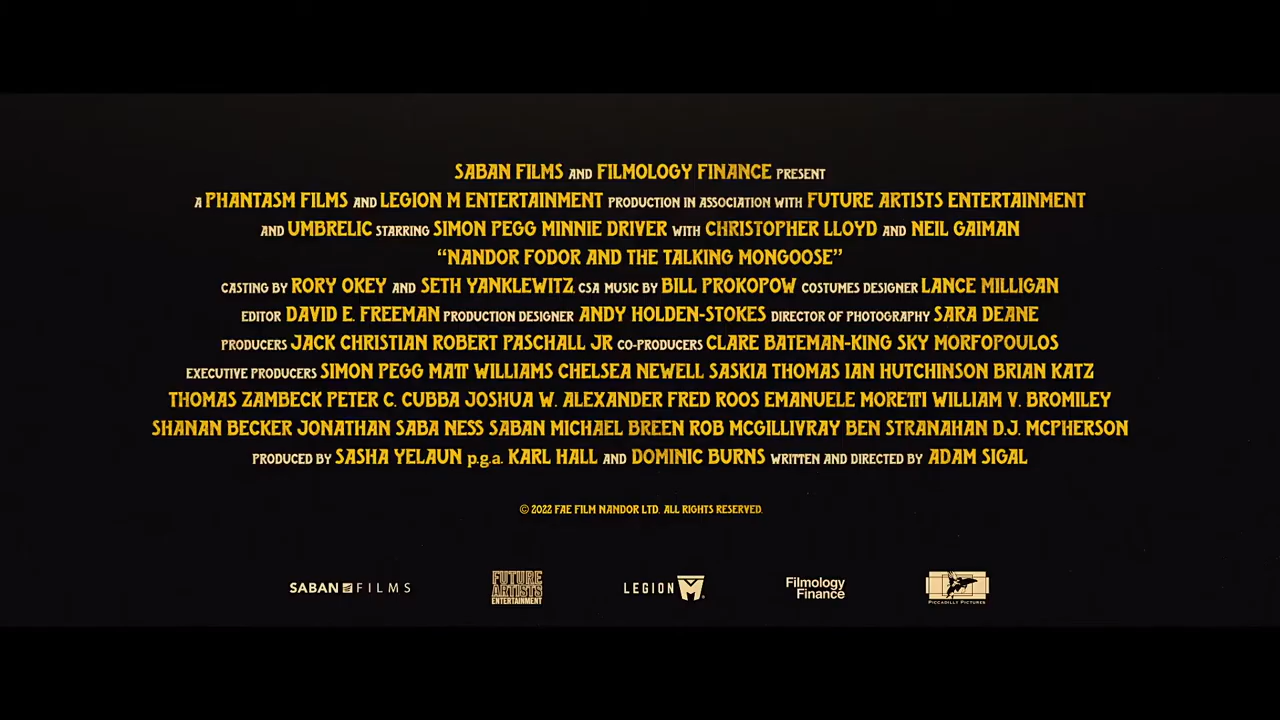 SABAN FILMS AND FILMOLOGY FINANCE PRESENT
A PHANTASM FILMS AND LEGION M ENTERTAINMENT PRODUCTION IN ASSOCIATION WITH FUTURE ARTISTS ENTERTAINMENT
AND UMBRELIC STARRING SIMON PEGG MINNIE DRIVER WITH CHRISTOPHER LLOYD AND NEIL GAIMAN
“NANDOR FODOR AND THE TALKING MONGOOSE”
CASTING BY RORY OKEY AND SETH YANKLEWITZ, CSA MUSIC BY BILL PROKOPOW COSTUMES DESIGNER LANCE MILLIGAN
EDITOR DAVID E. FREEMAN PRODUCTION DESIGNER ANDY HOLDEN-STOKES DIRECTOR OF PHOTOGRAPHY SARA DEANE
PRODUCERS JACK CHRISTIAN ROBERT PASCHALL JR CO-PRODUCERS CLARE BATEMAN-KING SKY MORFOPOULOS
EXECUTIVE PRODUCERS SIMON PEGG MATT WILLIAMS CHELSEA NEWELL SASKIA THOMAS IAN HUTCHINSON BRIAN KATZ
THOMAS ZAMBECK PETER C. CUBBA JOSHUA W. ALEXANDER FRED ROOS EMANUELE MORETTI WILLIAM V. BROMILEY
SHANAN BECKER JONATHAN SABA NESS SABAN MICHAEL BREEN ROB MCGILLIVRAY BEN STRANAHAN D.J. MCPHERSON
PRODUCED BY SASHA YELAUN p.g.a. KARL HALL AND DOMINIC BURNS WRITTEN AND DIRECTED BY ADAM SIGAL
© 2022 FAE FILM NANDOR LTD. ALL RIGHTS RESERVED.
SABAN FILMS
FUTURE
ARTISTS
ENTERTAINMENT
LEGION M®
Filmology
Finance
PICCADILLY PICTURES